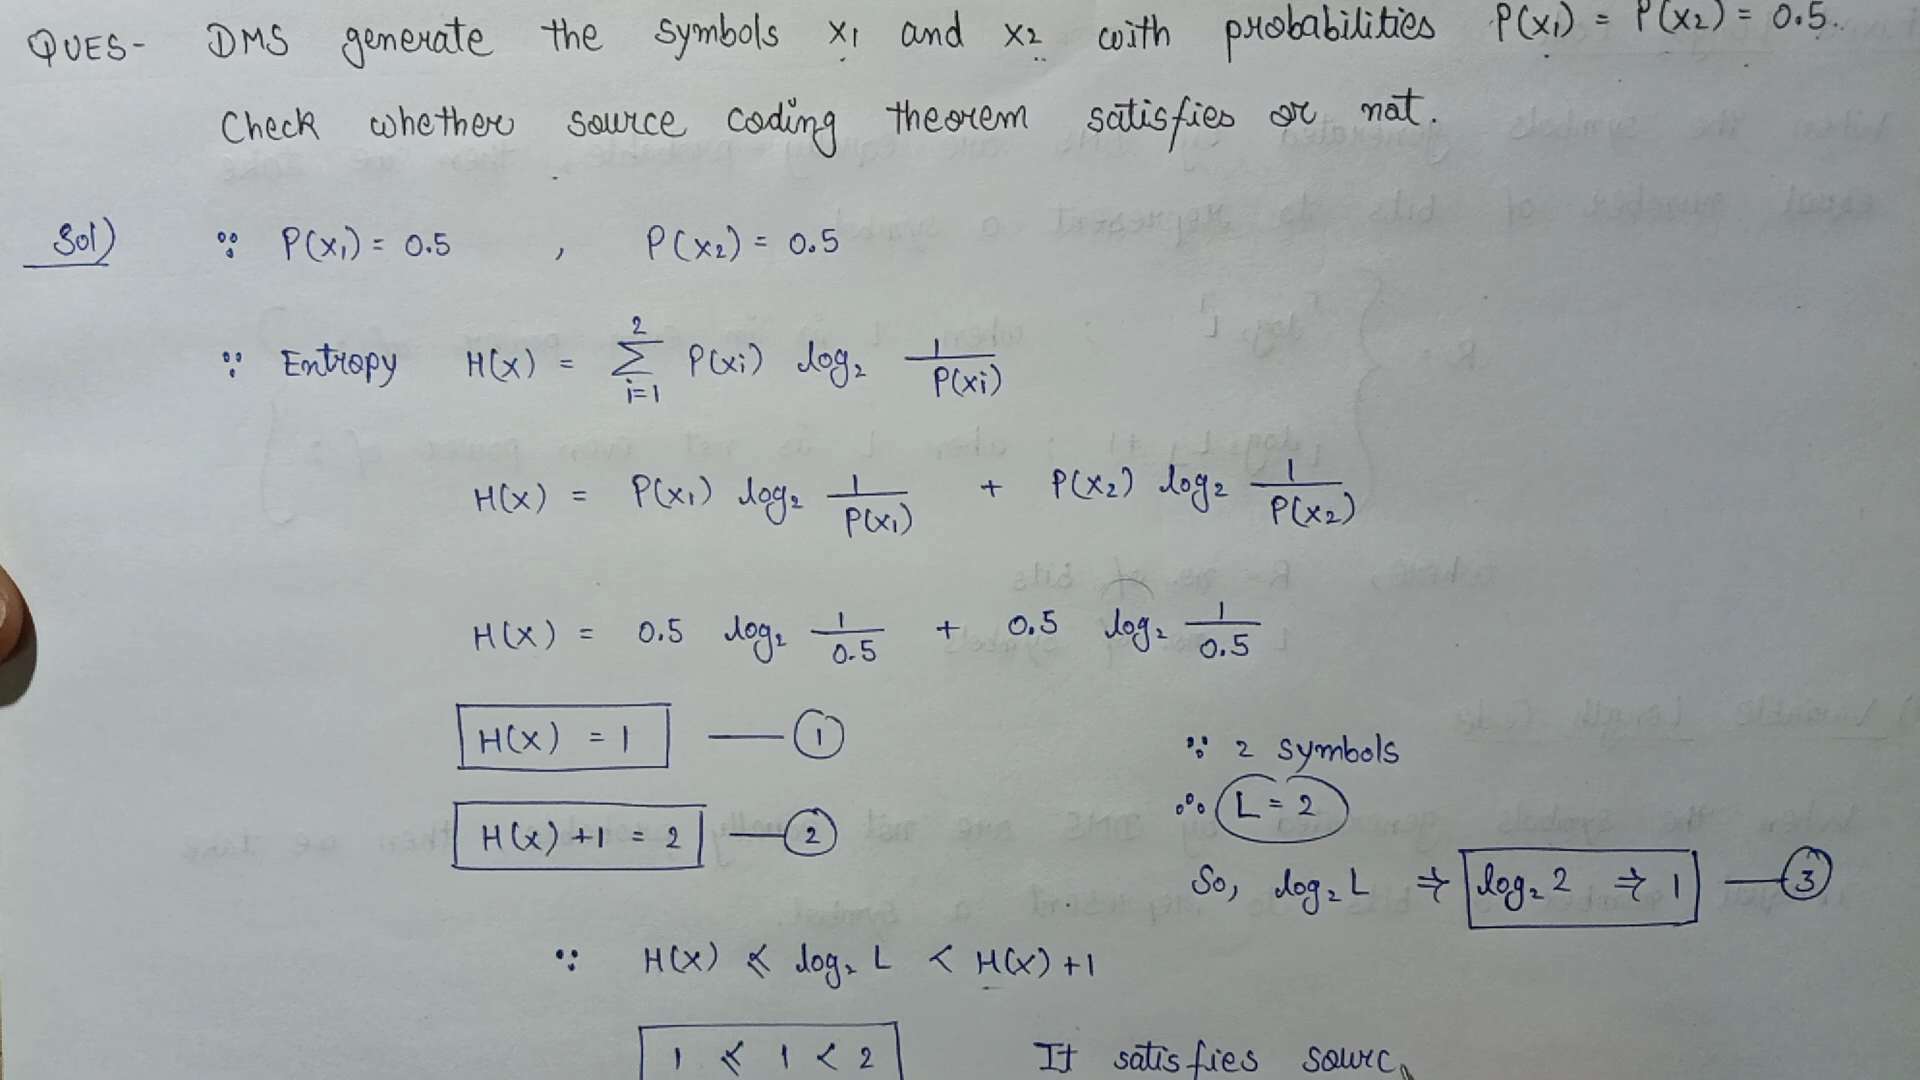 QUES- DMS generate the symbols x₁ and x₂ with probabilities P(x₁) = P(x₂) = 0.5.
Check whether source coding theorem satisfies or not.
Sol) ∵ P(x₁) = 0.5 , P(x₂) = 0.5
∵ Entropy H(x) = 2 Σ i=1 P(xi) log₂ 1/P(xi)
H(x) = P(x₁) log₂ 1/P(x₁) + P(x₂) log₂ 1/P(x₂)
H(x) = 0.5 log₂ 1/0.5 + 0.5 log₂ 1/0.5
H(x) = 1 — ①
∵ 2 symbols
H(x) +1 = 2 — ②
∴ L = 2
So, log₂ L ⇒ log₂ 2 ⇒ 1 — ③
∵ H(x) ≤ log₂ L < H(x) +1
1 ≤ 1 < 2 It satisfies sourc